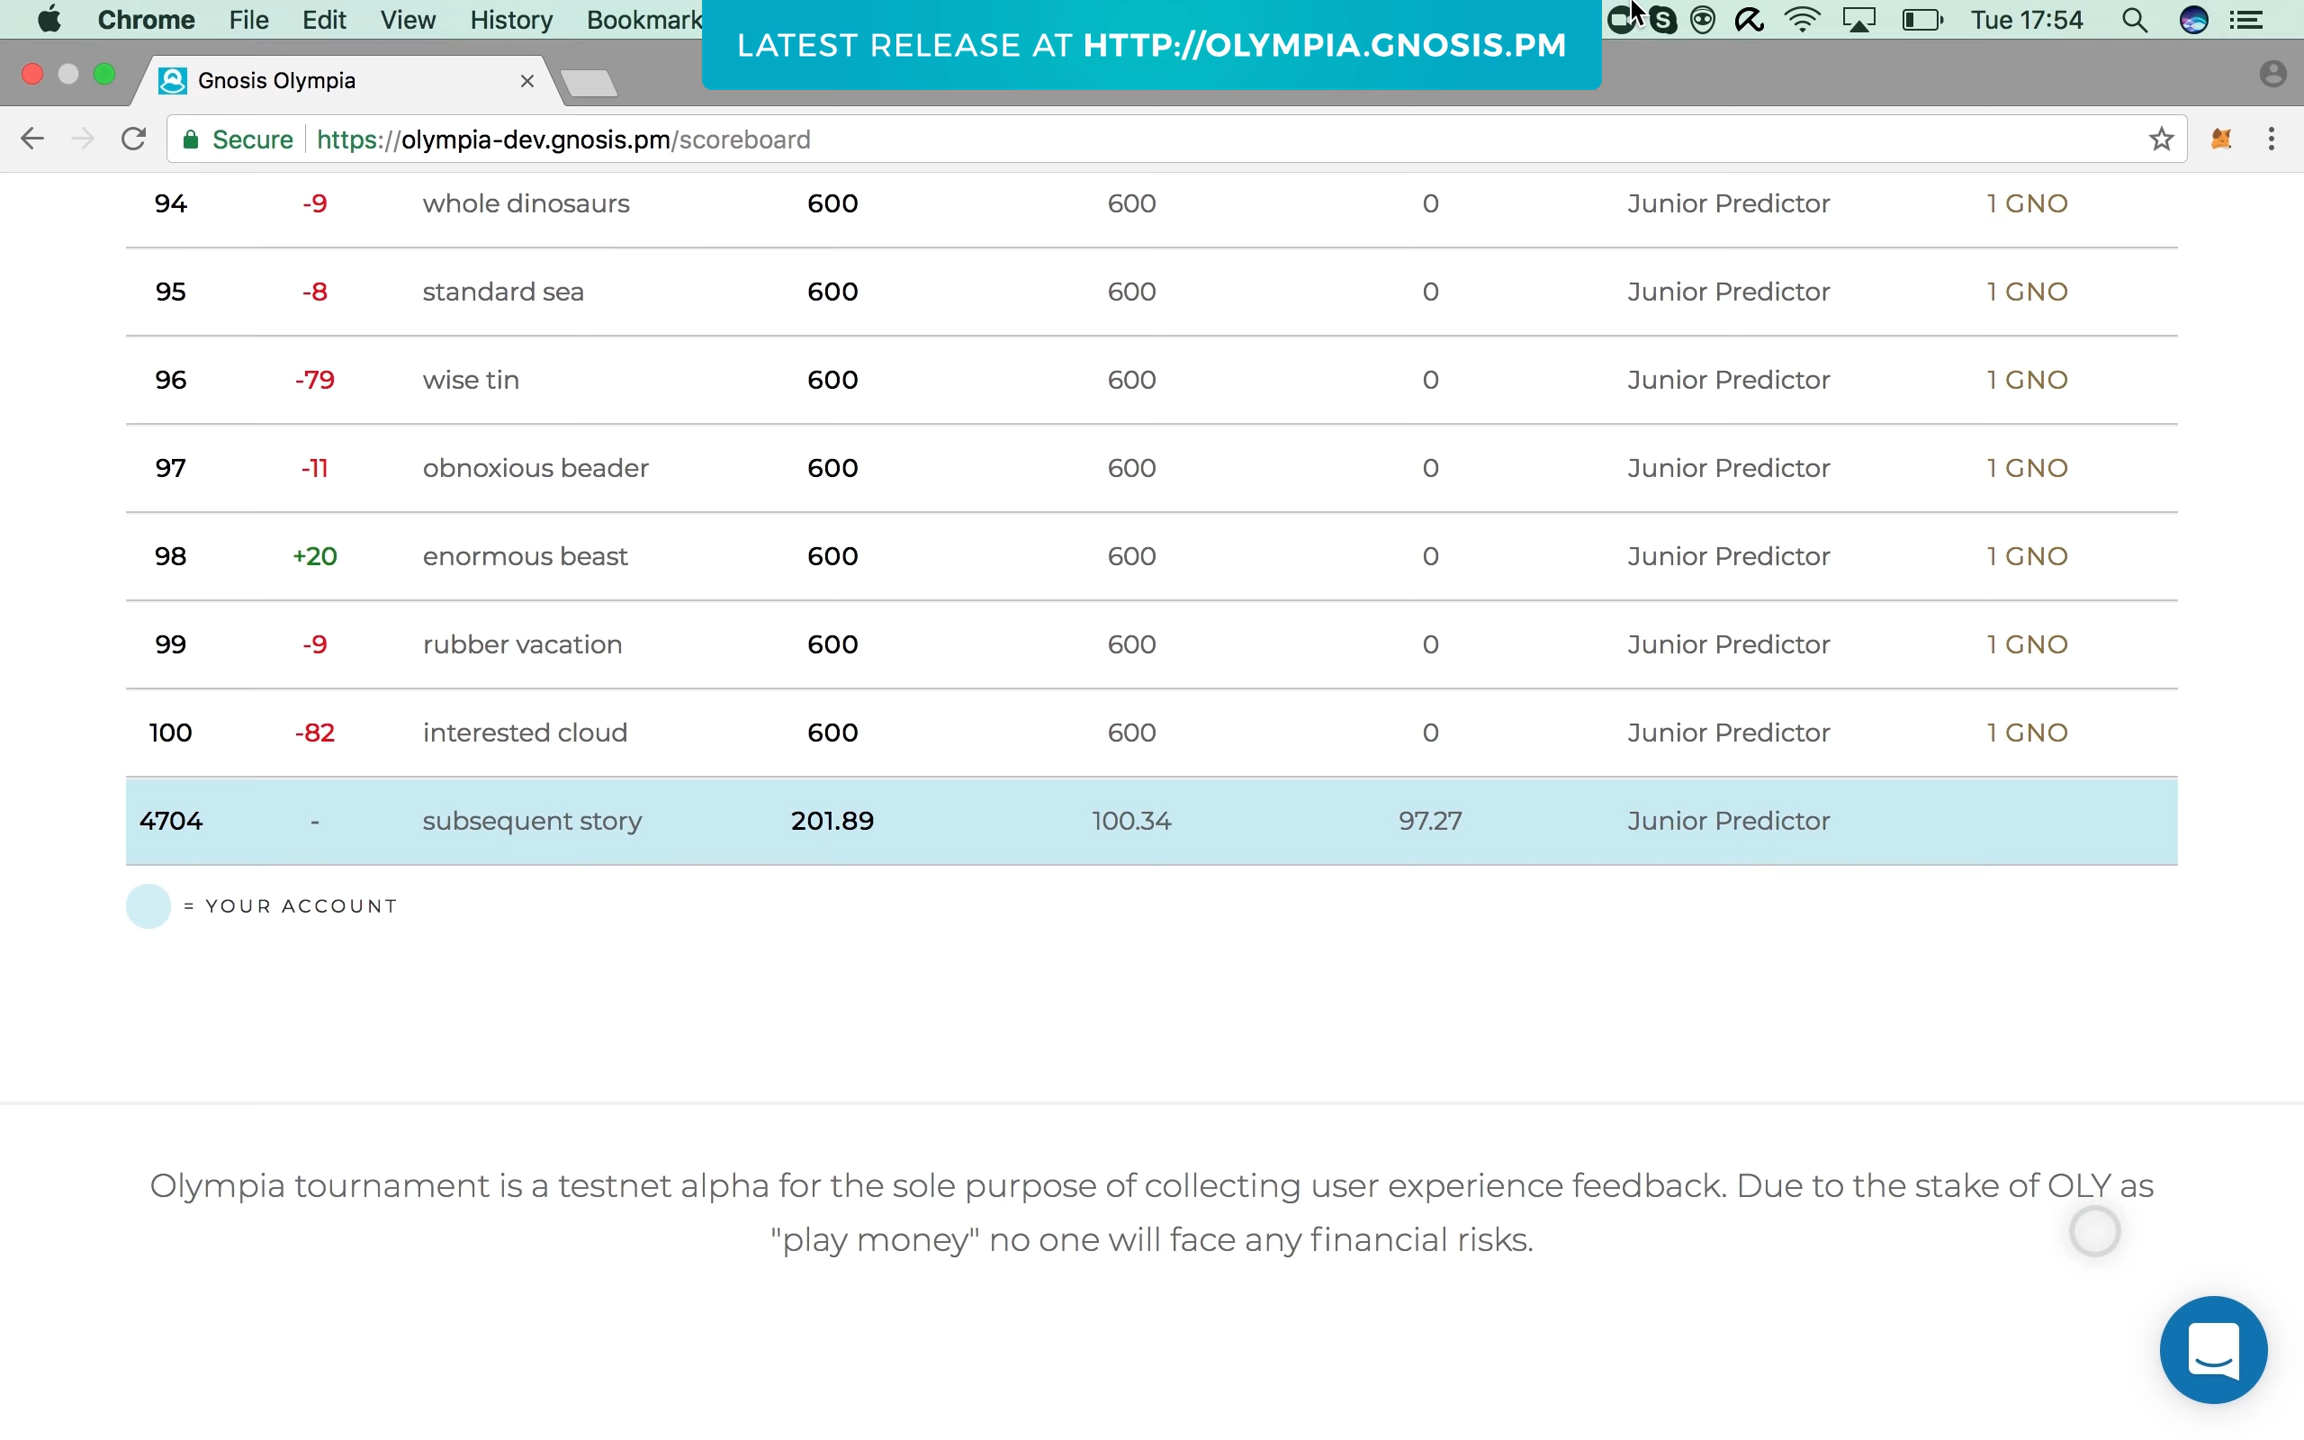 Chrome File Edit View History Bookmark
LATEST RELEASE AT HTTP://OLYMPIA.GNOSIS.PM
Tue 17:54
Gnosis Olympia
Secure https://olympia-dev.gnosis.pm/scoreboard
94 -9 whole dinosaurs 600 600 0 Junior Predictor 1 GNO
95 -8 standard sea 600 600 0 Junior Predictor 1 GNO
96 -79 wise tin 600 600 0 Junior Predictor 1 GNO
97 -11 obnoxious beader 600 600 0 Junior Predictor 1 GNO
98 +20 enormous beast 600 600 0 Junior Predictor 1 GNO
99 -9 rubber vacation 600 600 0 Junior Predictor 1 GNO
100 -82 interested cloud 600 600 0 Junior Predictor 1 GNO
4704 - subsequent story 201.89 100.34 97.27 Junior Predictor
= YOUR ACCOUNT
Olympia tournament is a testnet alpha for the sole purpose of collecting user experience feedback. Due to the stake of OLY as
"play money" no one will face any financial risks.